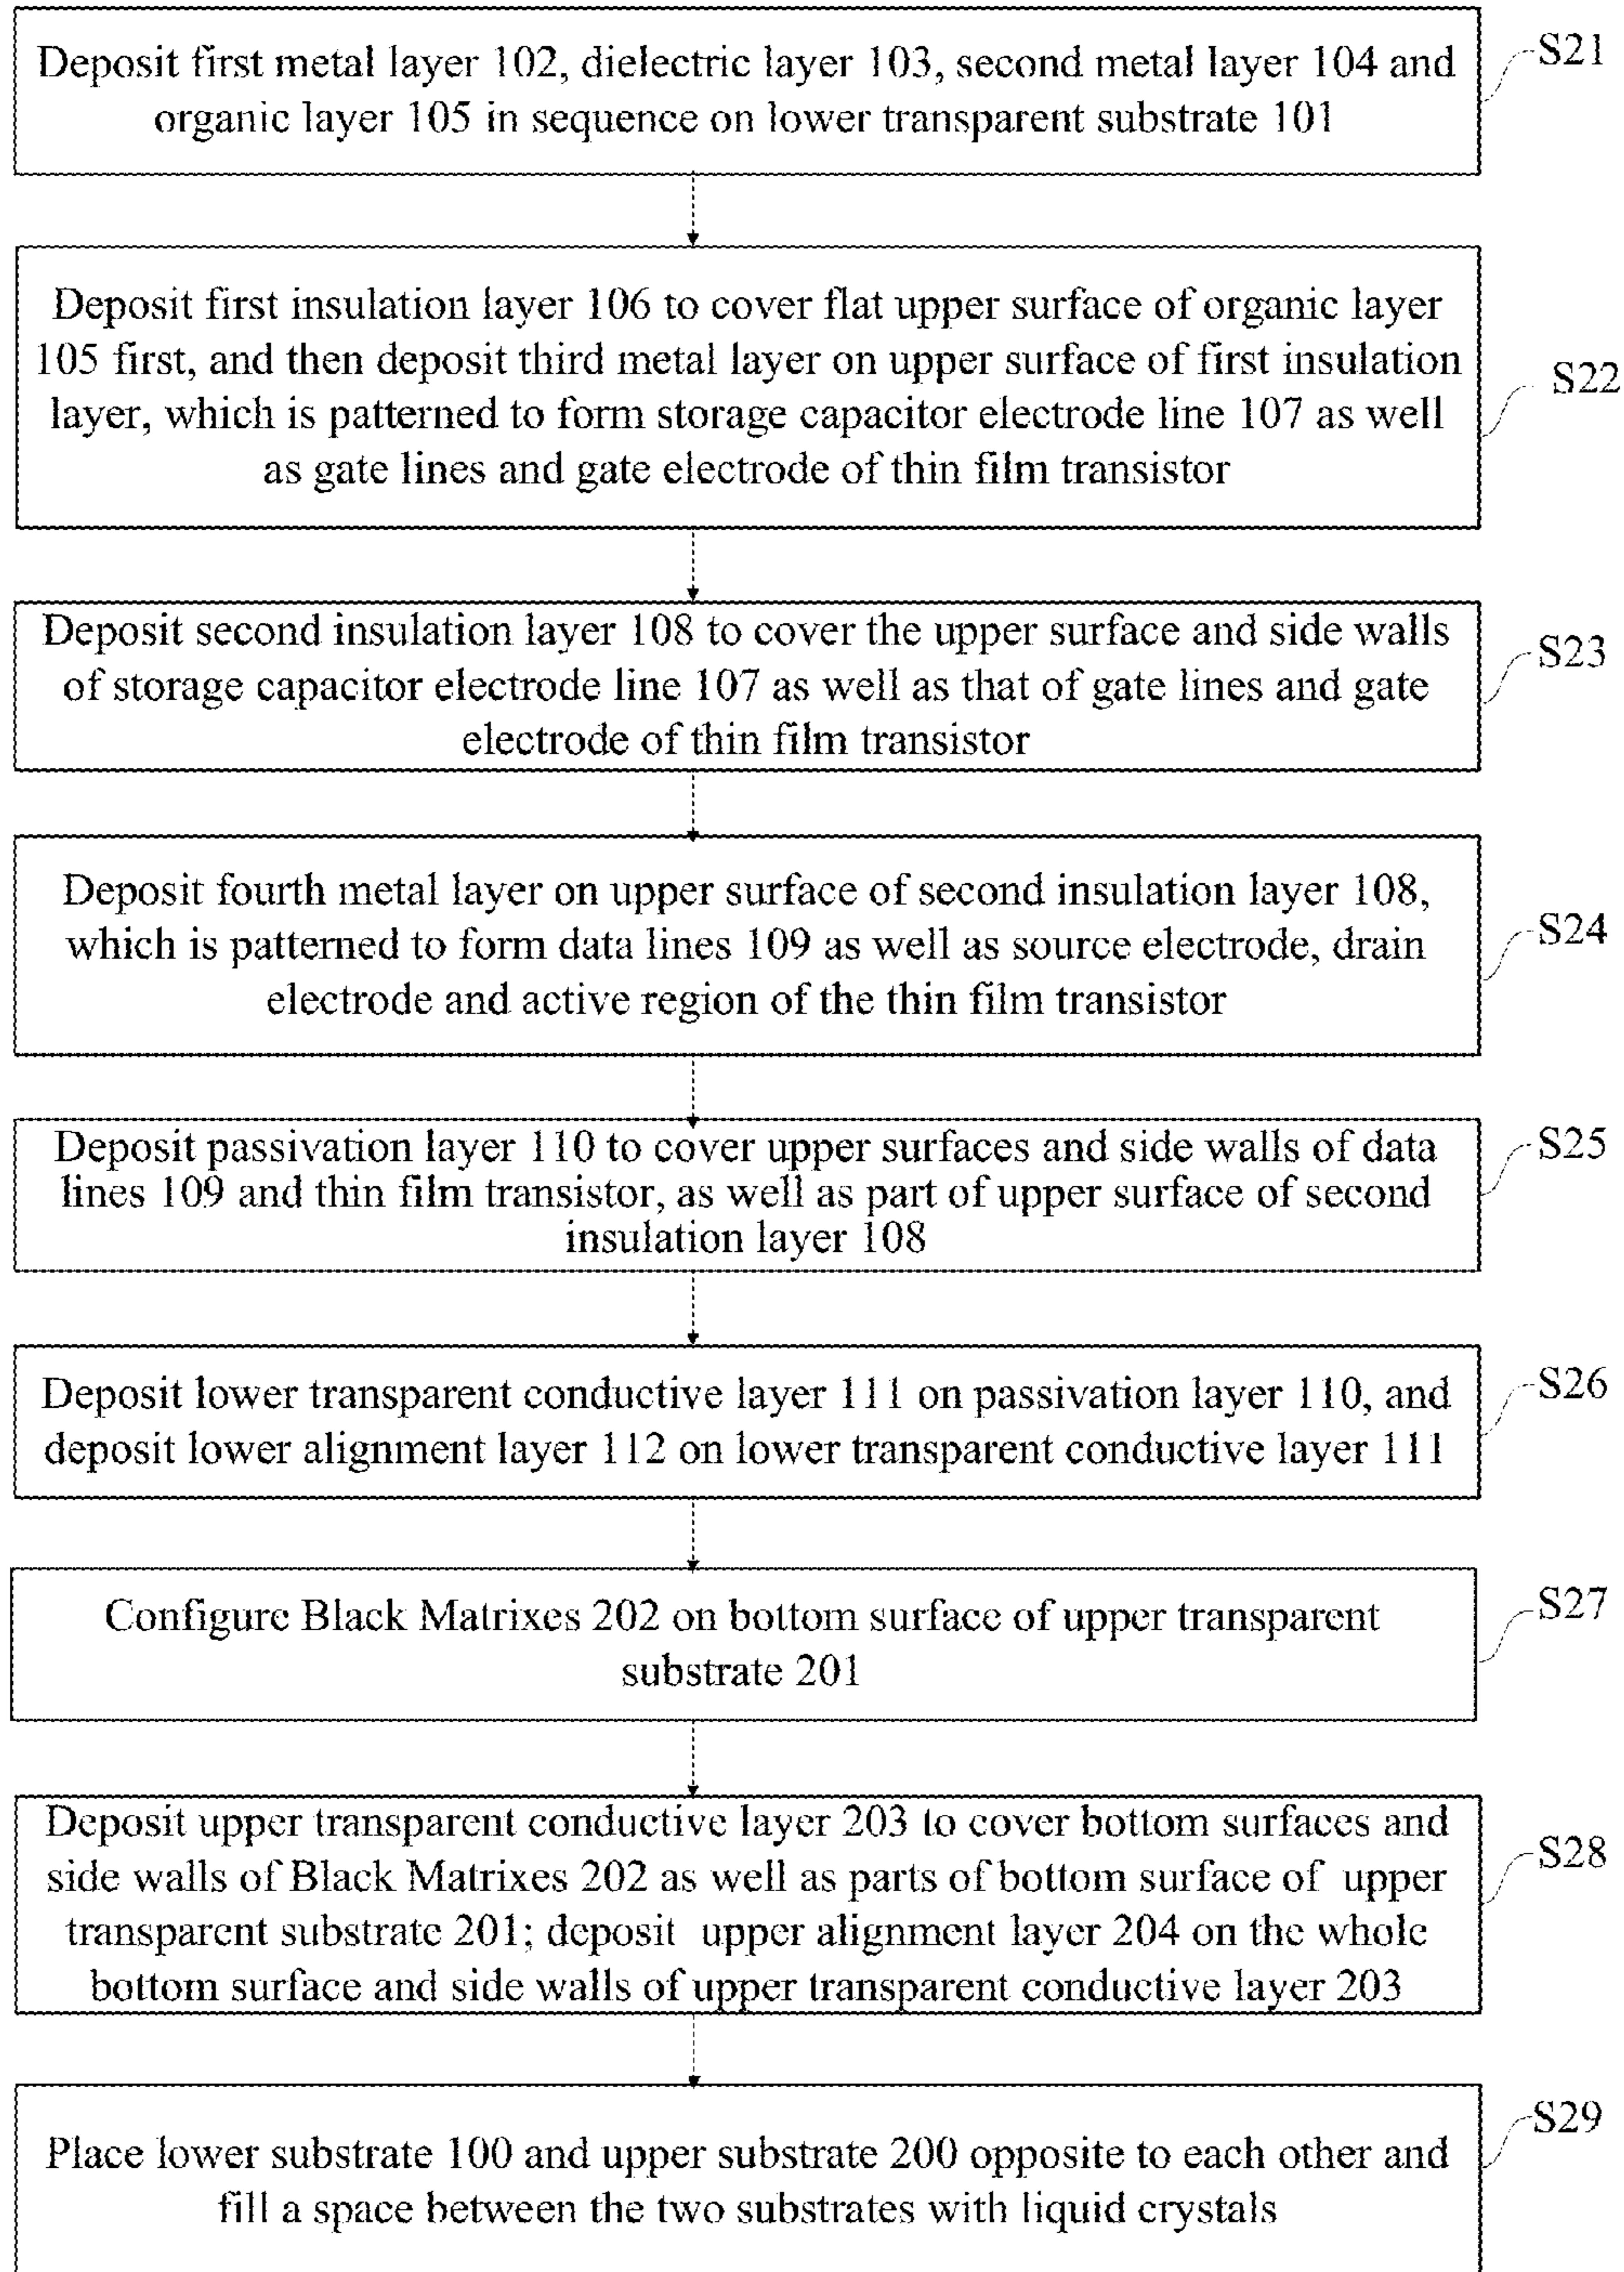 Deposit first metal layer 102, dielectric layer 103, second metal layer 104 and
organic layer 105 in sequence on lower transparent substrate 101
S21
Deposit first insulation layer 106 to cover flat upper surface of organic layer
105 first, and then deposit third metal layer on upper surface of first insulation
layer, which is patterned to form storage capacitor electrode line 107 as well
as gate lines and gate electrode of thin film transistor
S22
Deposit second insulation layer 108 to cover the upper surface and side walls
of storage capacitor electrode line 107 as well as that of gate lines and gate
electrode of thin film transistor
S23
Deposit fourth metal layer on upper surface of second insulation layer 108,
which is patterned to form data lines 109 as well as source electrode, drain
electrode and active region of the thin film transistor
S24
Deposit passivation layer 110 to cover upper surfaces and side walls of data
lines 109 and thin film transistor, as well as part of upper surface of second
insulation layer 108
S25
Deposit lower transparent conductive layer 111 on passivation layer 110, and
deposit lower alignment layer 112 on lower transparent conductive layer 111
S26
Configure Black Matrixes 202 on bottom surface of upper transparent
substrate 201
S27
Deposit upper transparent conductive layer 203 to cover bottom surfaces and
side walls of Black Matrixes 202 as well as parts of bottom surface of upper
transparent substrate 201; deposit upper alignment layer 204 on the whole
bottom surface and side walls of upper transparent conductive layer 203
S28
Place lower substrate 100 and upper substrate 200 opposite to each other and
fill a space between the two substrates with liquid crystals
S29